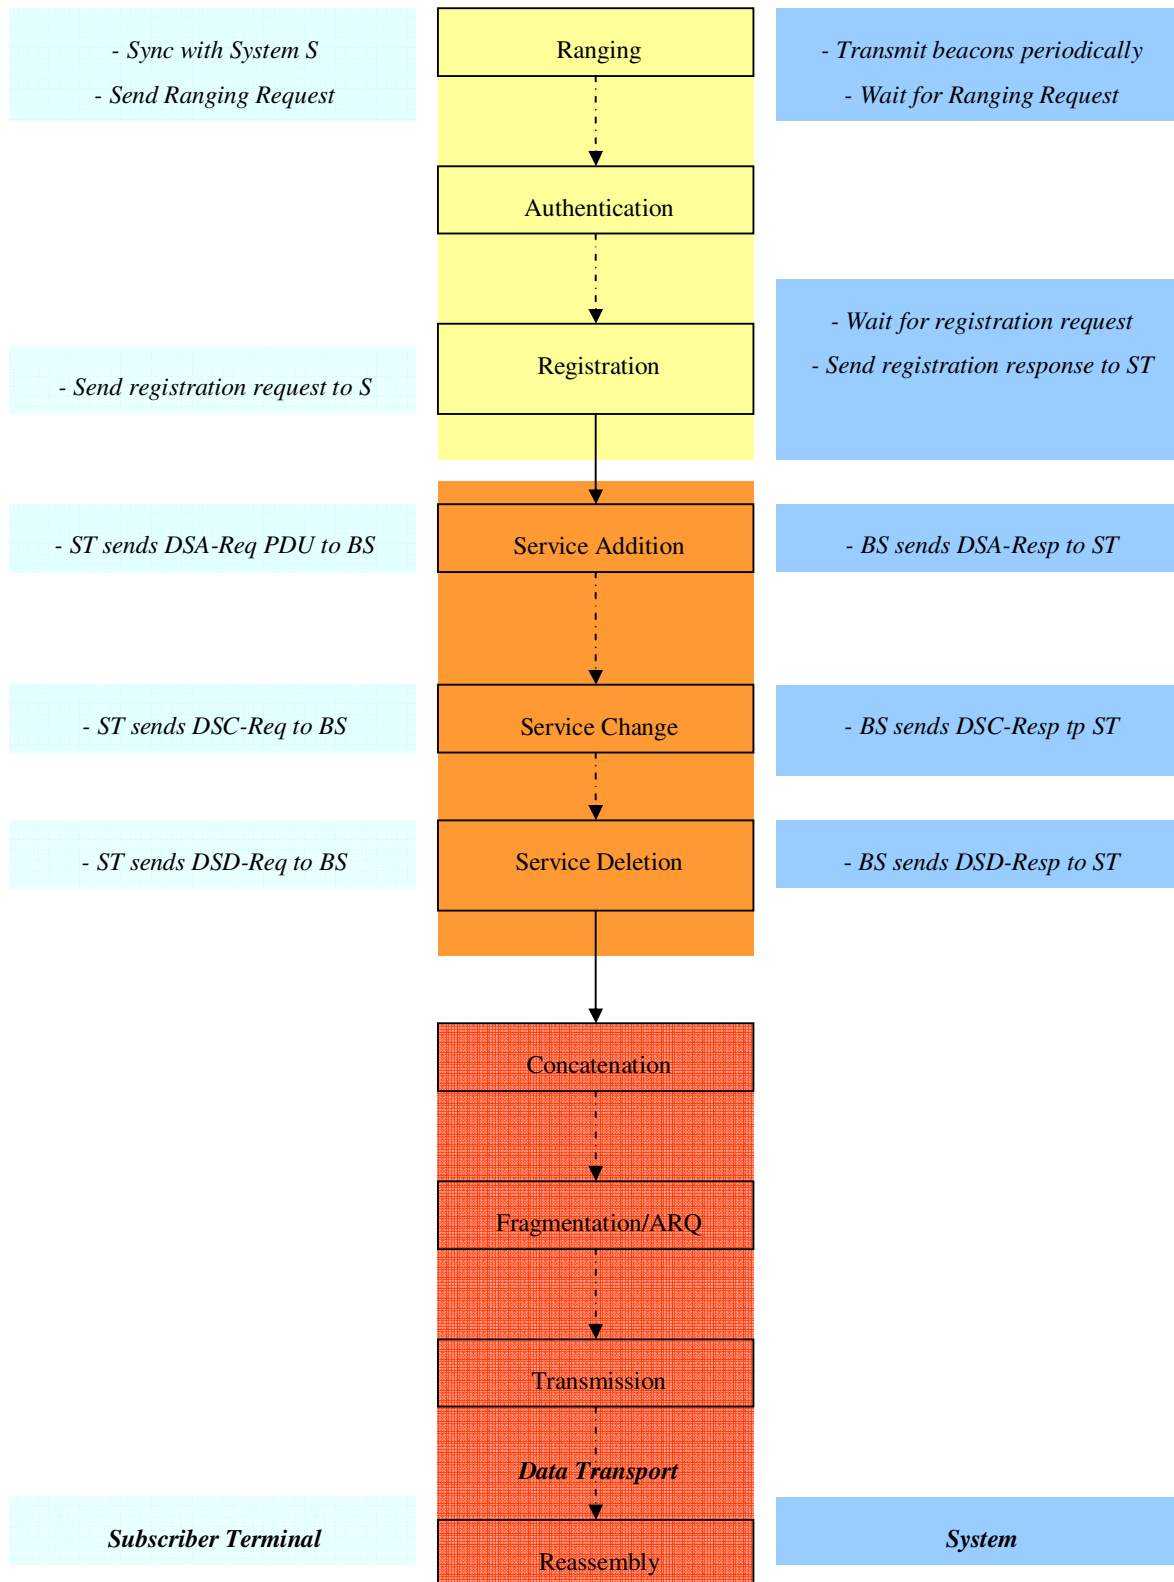 - Sync with System S
- Send Ranging Request
Ranging
- Transmit beacons periodically
- Wait for Ranging Request
Authentication
- Send registration request to S
Registration
- Wait for registration request
- Send registration response to ST
- ST sends DSA-Req PDU to BS
Service Addition
- BS sends DSA-Resp to ST
- ST sends DSC-Req to BS
Service Change
- BS sends DSC-Resp tp ST
- ST sends DSD-Req to BS
Service Deletion
- BS sends DSD-Resp to ST
Concatenation
Fragmentation/ARQ
Transmission
Data Transport
Subscriber Terminal
Reassembly
System